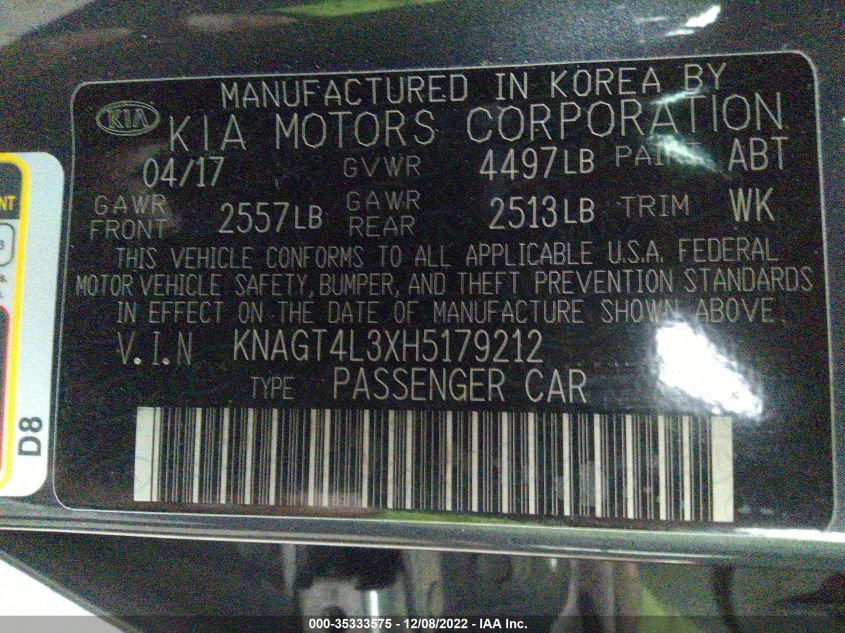 MANUFACTURED IN KOREA BY
KIA KIA MOTORS CORPORATION
04/17 GVWR 4497LB PAINT ABT
GAWR FRONT 2557LB GAWR REAR 2513LB TRIM WK
THIS VEHICLE CONFORMS TO ALL APPLICABLE U.S.A. FEDERAL
MOTOR VEHICLE SAFETY, BUMPER, AND THEFT PREVENTION STANDARDS
IN EFFECT ON THE DATE OF MANUFACTURE SHOWN ABOVE.
V.I.N KNAGT4L3XH5179212
TYPE PASSENGER CAR
D8
000-35333575 - 12/08/2022 - IAA Inc.